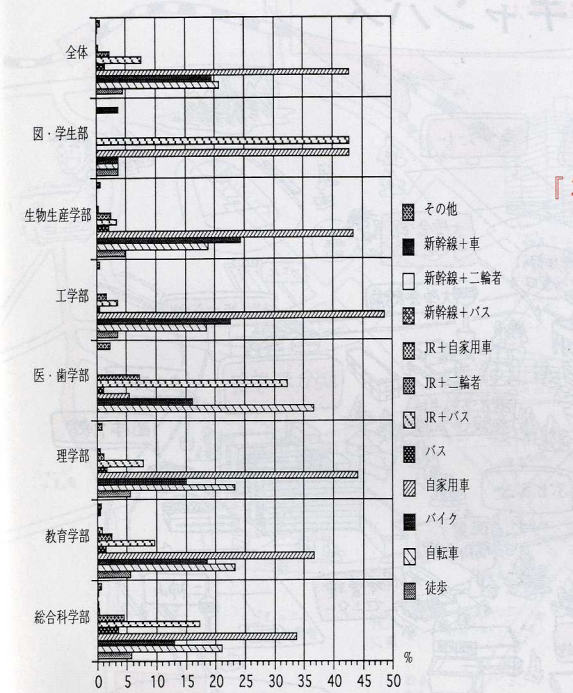 全体
図・学生部
生物生産学部
工学部
医・歯学部
理学部
教育学部
総合科学部
その他
新幹線＋車
新幹線＋二輪者
新幹線＋バス
JR＋自家用車
JR＋二輪者
JR＋バス
バス
自家用車
バイク
自転車
徒歩
%
0 5 10 15 20 25 30 35 40 45 50